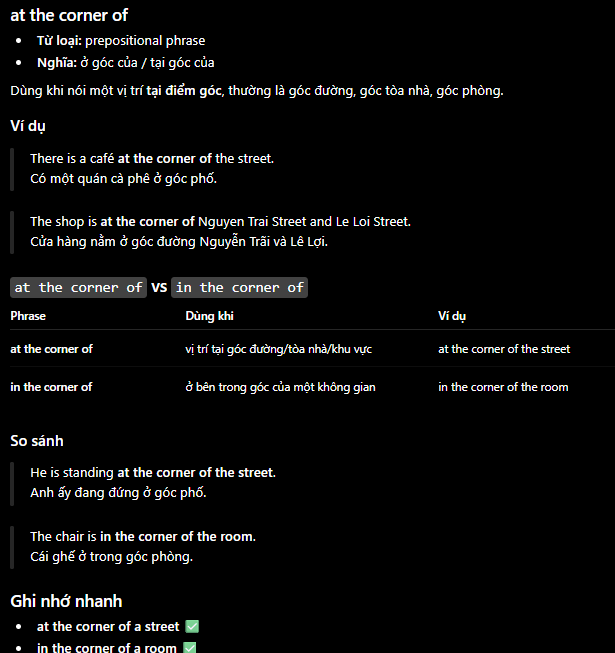 at the corner of
• Từ loại: prepositional phrase
• Nghĩa: ở góc của / tại góc của
Dùng khi nói một vị trí tại điểm góc, thường là góc đường, góc tòa nhà, góc phòng.
Ví dụ
There is a café at the corner of the street.
Có một quán cà phê ở góc phố.
The shop is at the corner of Nguyen Trai Street and Le Loi Street.
Cửa hàng nằm ở góc đường Nguyễn Trãi và Lê Lợi.
at the corner of vs in the corner of
Phrase Dùng khi Ví dụ
at the corner of vị trí tại góc đường/tòa nhà/khu vực at the corner of the street
in the corner of ở bên trong góc của một không gian in the corner of the room
So sánh
He is standing at the corner of the street.
Anh ấy đang đứng ở góc phố.
The chair is in the corner of the room.
Cái ghế ở trong góc phòng.
Ghi nhớ nhanh
• at the corner of a street ✅
• in the corner of a room ✅